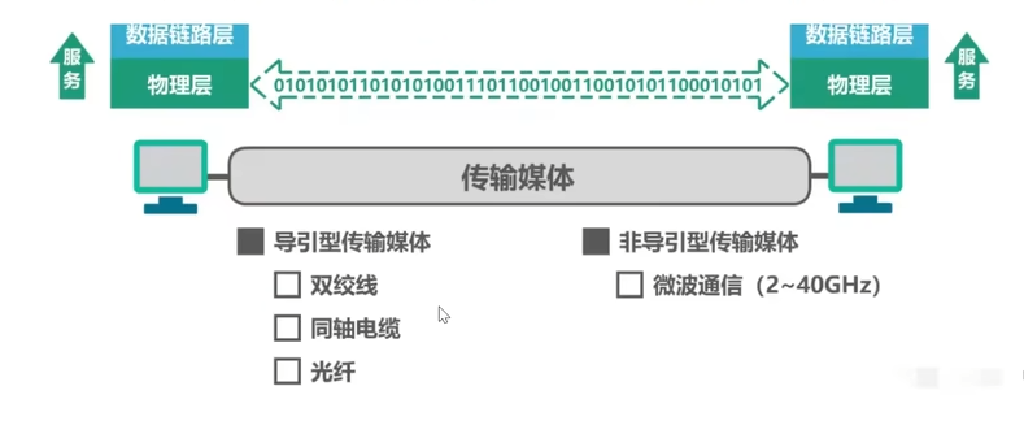 数据链路层 数据链路层
服务 物理层 0101010110101010011101100100110010101100010101 物理层 服务
传输媒体
导引型传输媒体 非导引型传输媒体
双绞线 微波通信（2~40GHz）
同轴电缆
光纤